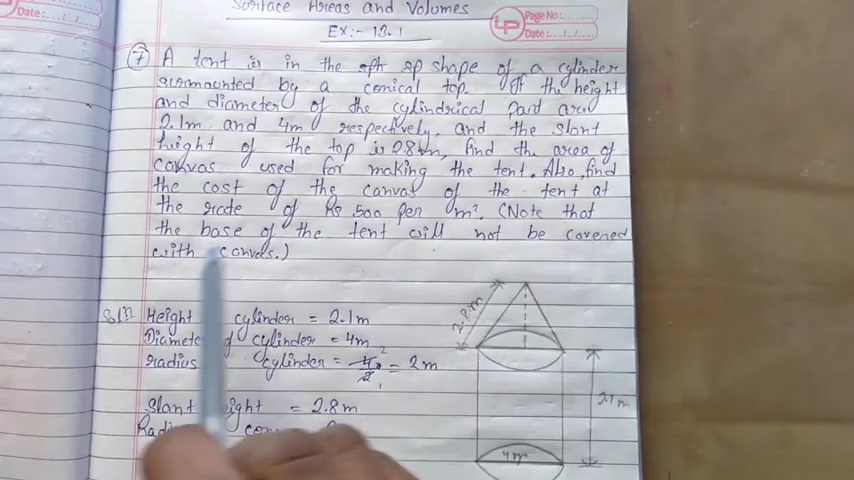 Date:
Surface Areas and Volumes
Ex:- 13.1
LP
Page No:
Date:
7 A tent is in the shape of a cylinder
surmounted by a conical top. If the height
and diameter of the cylindrical part are
2.1m and 4m respectively, and the slant
height of the top is 2.8m, find the area of
canvas used for making the tent. Also, find
the cost of the canvas of the tent at
the rate of Rs 500 per m². (Note that
the base of the tent will not be covered
with canvas.)
Height cylinder = 2.1m
Diameter of cylinder = 4m
radius cylinder = 4/2 = 2m
Slant = 2.8m
2.8m
2.1m
4m